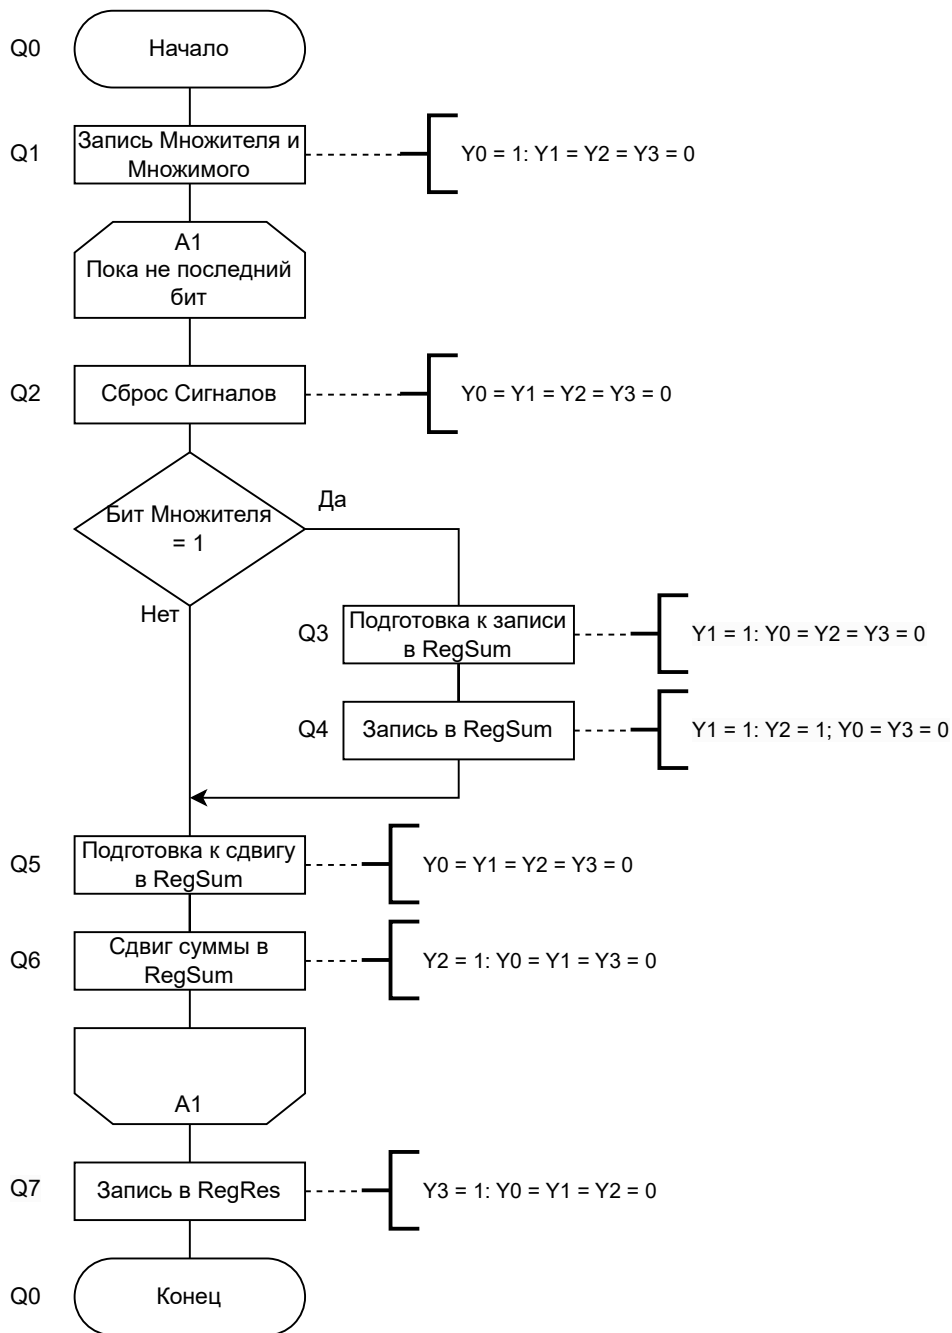 Q0
Начало
Q1
Запись Множителя и
Множимого
Y0 = 1: Y1 = Y2 = Y3 = 0
A1
Пока не последний
бит
Q2
Сброс Сигналов
Y0 = Y1 = Y2 = Y3 = 0
Бит Множителя
= 1
Да
Нет
Q3
Подготовка к записи
в RegSum
Y1 = 1: Y0 = Y2 = Y3 = 0
Q4
Запись в RegSum
Y1 = 1: Y2 = 1; Y0 = Y3 = 0
Q5
Подготовка к сдвигу
в RegSum
Y0 = Y1 = Y2 = Y3 = 0
Q6
Сдвиг суммы в
RegSum
Y2 = 1: Y0 = Y1 = Y3 = 0
A1
Q7
Запись в RegRes
Y3 = 1: Y0 = Y1 = Y2 = 0
Q0
Конец